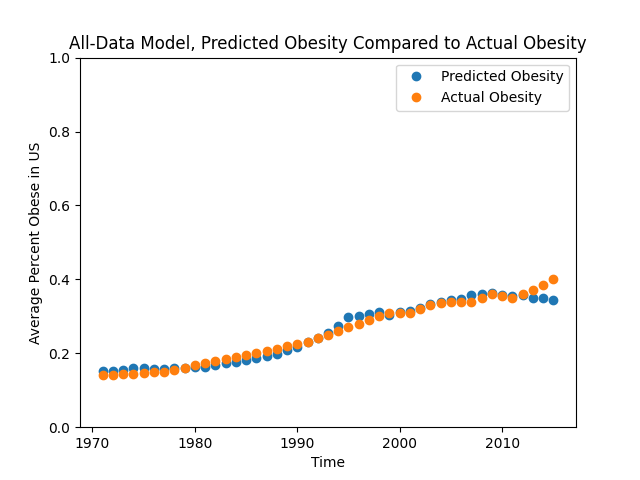 All-Data Model, Predicted Obesity Compared to Actual Obesity
1.0
0.8
0.6
0.4
0.2
0.0
Average Percent Obese in US
Predicted Obesity
Actual Obesity
1970 1980 1990 2000 2010
Time